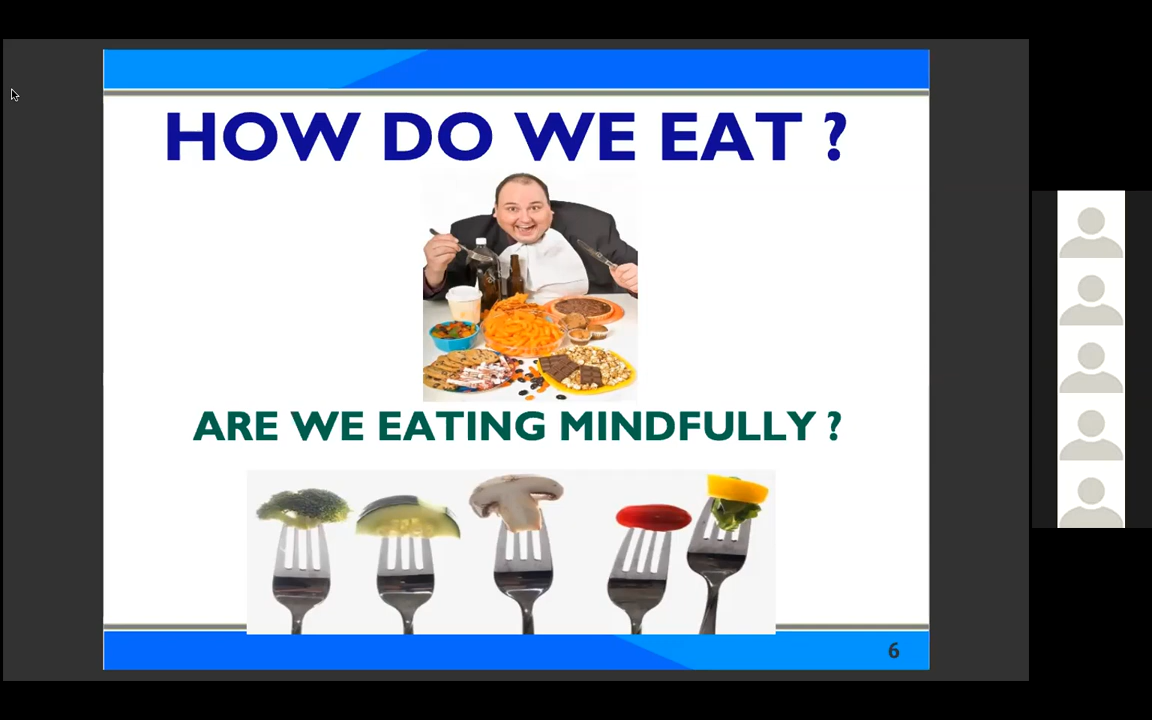 HOW DO WE EAT ?
ARE WE EATING MINDFULLY ?
6